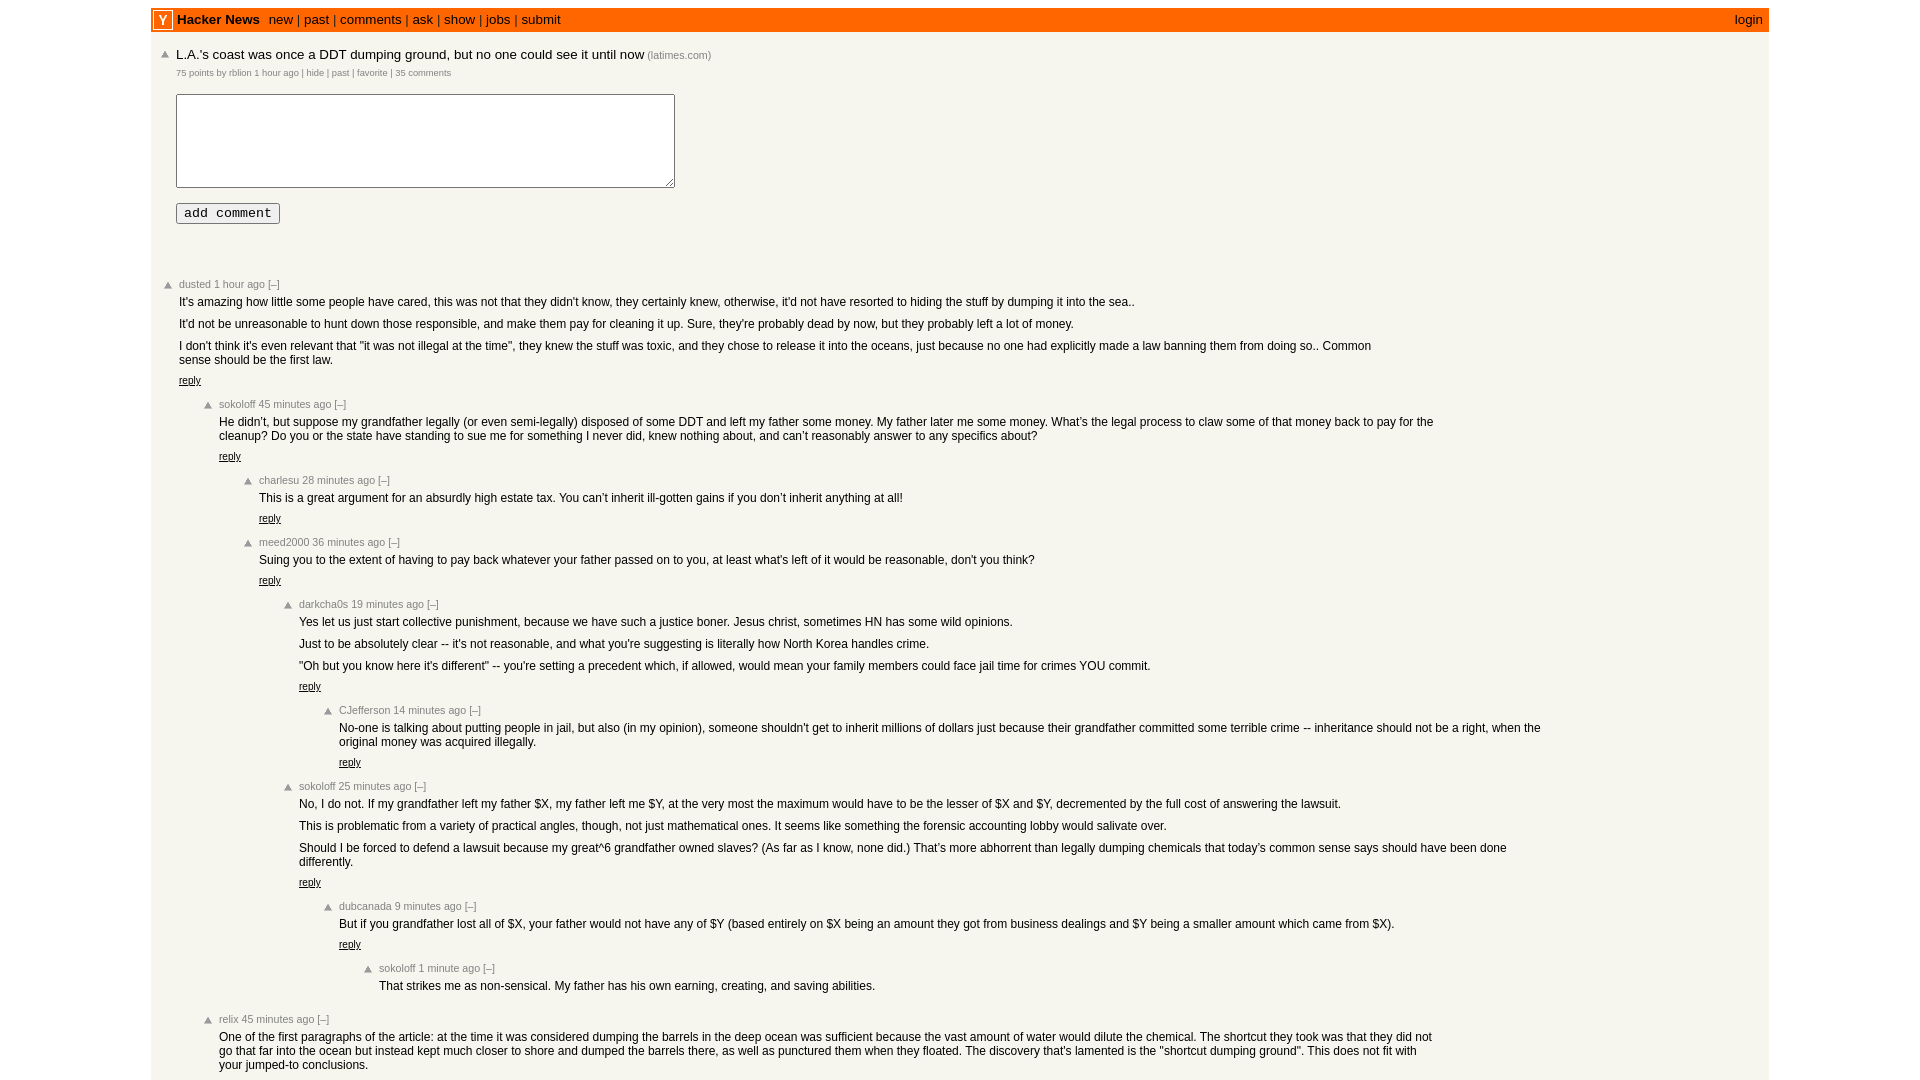 Y Hacker News new | past | comments | ask | show | jobs | submit login
L.A.'s coast was once a DDT dumping ground, but no one could see it until now (latimes.com)
75 points by rblion 1 hour ago | hide | past | favorite | 35 comments
add comment
dusted 1 hour ago [–]
It's amazing how little some people have cared, this was not that they didn't know, they certainly knew, otherwise, it'd not have resorted to hiding the stuff by dumping it into the sea..
It'd not be unreasonable to hunt down those responsible, and make them pay for cleaning it up. Sure, they're probably dead by now, but they probably left a lot of money.
I don't think it's even relevant that "it was not illegal at the time", they knew the stuff was toxic, and they chose to release it into the oceans, just because no one had explicitly made a law banning them from doing so.. Common
sense should be the first law.
reply
sokoloff 45 minutes ago [–]
He didn’t, but suppose my grandfather legally (or even semi-legally) disposed of some DDT and left my father some money. My father later me some money. What’s the legal process to claw some of that money back to pay for the
cleanup? Do you or the state have standing to sue me for something I never did, knew nothing about, and can’t reasonably answer to any specifics about?
reply
charlesu 28 minutes ago [–]
This is a great argument for an absurdly high estate tax. You can’t inherit ill-gotten gains if you don’t inherit anything at all!
reply
meed2000 36 minutes ago [–]
Suing you to the extent of having to pay back whatever your father passed on to you, at least what's left of it would be reasonable, don't you think?
reply
darkcha0s 19 minutes ago [–]
Yes let us just start collective punishment, because we have such a justice boner. Jesus christ, sometimes HN has some wild opinions.
Just to be absolutely clear -- it's not reasonable, and what you're suggesting is literally how North Korea handles crime.
"Oh but you know here it's different" -- you're setting a precedent which, if allowed, would mean your family members could face jail time for crimes YOU commit.
reply
CJefferson 14 minutes ago [–]
No-one is talking about putting people in jail, but also (in my opinion), someone shouldn't get to inherit millions of dollars just because their grandfather committed some terrible crime -- inheritance should not be a right, when the
original money was acquired illegally.
reply
sokoloff 25 minutes ago [–]
No, I do not. If my grandfather left my father $X, my father left me $Y, at the very most the maximum would have to be the lesser of $X and $Y, decremented by the full cost of answering the lawsuit.
This is problematic from a variety of practical angles, though, not just mathematical ones. It seems like something the forensic accounting lobby would salivate over.
Should I be forced to defend a lawsuit because my great^6 grandfather owned slaves? (As far as I know, none did.) That’s more abhorrent than legally dumping chemicals that today’s common sense says should have been done
differently.
reply
dubcanada 9 minutes ago [–]
But if you grandfather lost all of $X, your father would not have any of $Y (based entirely on $X being an amount they got from business dealings and $Y being a smaller amount which came from $X).
reply
sokoloff 1 minute ago [–]
That strikes me as non-sensical. My father has his own earning, creating, and saving abilities.
relix 45 minutes ago [–]
One of the first paragraphs of the article: at the time it was considered dumping the barrels in the deep ocean was sufficient because the vast amount of water would dilute the chemical. The shortcut they took was that they did not
go that far into the ocean but instead kept much closer to shore and dumped the barrels there, as well as punctured them when they floated. The discovery that's lamented is the "shortcut dumping ground". This does not fit with
your jumped-to conclusions.